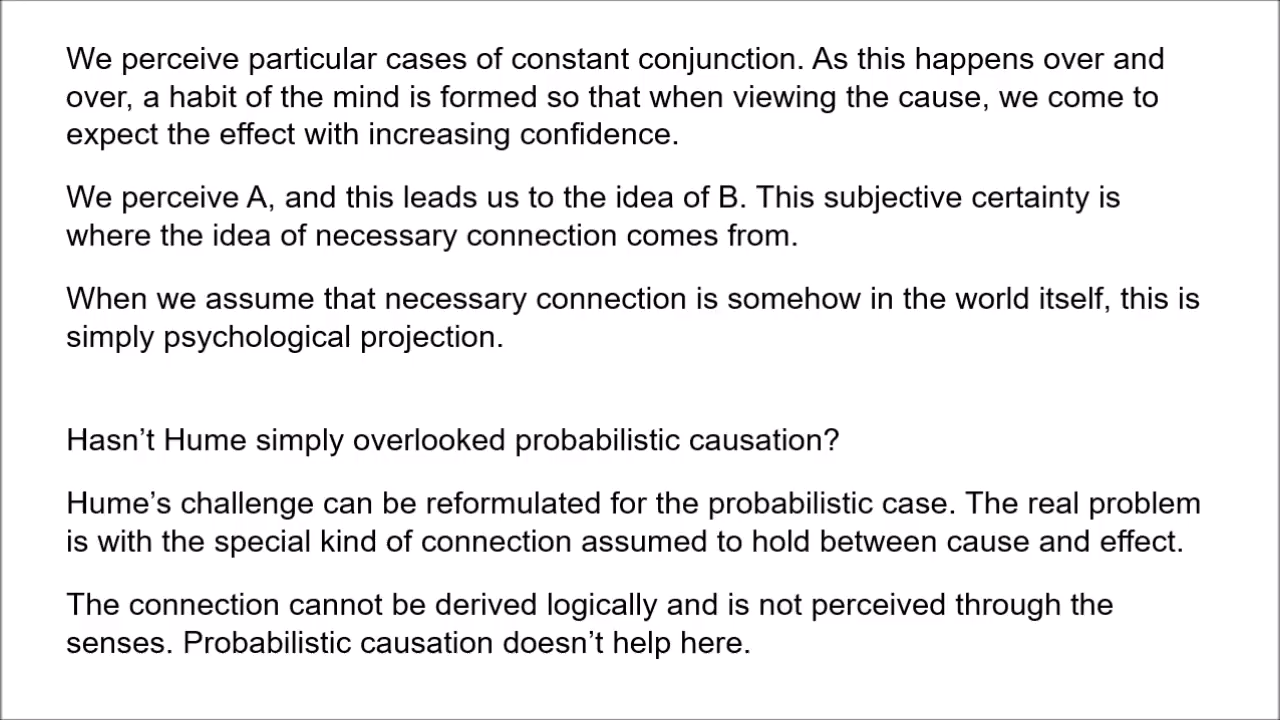 We perceive particular cases of constant conjunction. As this happens over and
over, a habit of the mind is formed so that when viewing the cause, we come to
expect the effect with increasing confidence.
We perceive A, and this leads us to the idea of B. This subjective certainty is
where the idea of necessary connection comes from.
When we assume that necessary connection is somehow in the world itself, this is
simply psychological projection.
Hasn’t Hume simply overlooked probabilistic causation?
Hume’s challenge can be reformulated for the probabilistic case. The real problem
is with the special kind of connection assumed to hold between cause and effect.
The connection cannot be derived logically and is not perceived through the
senses. Probabilistic causation doesn’t help here.